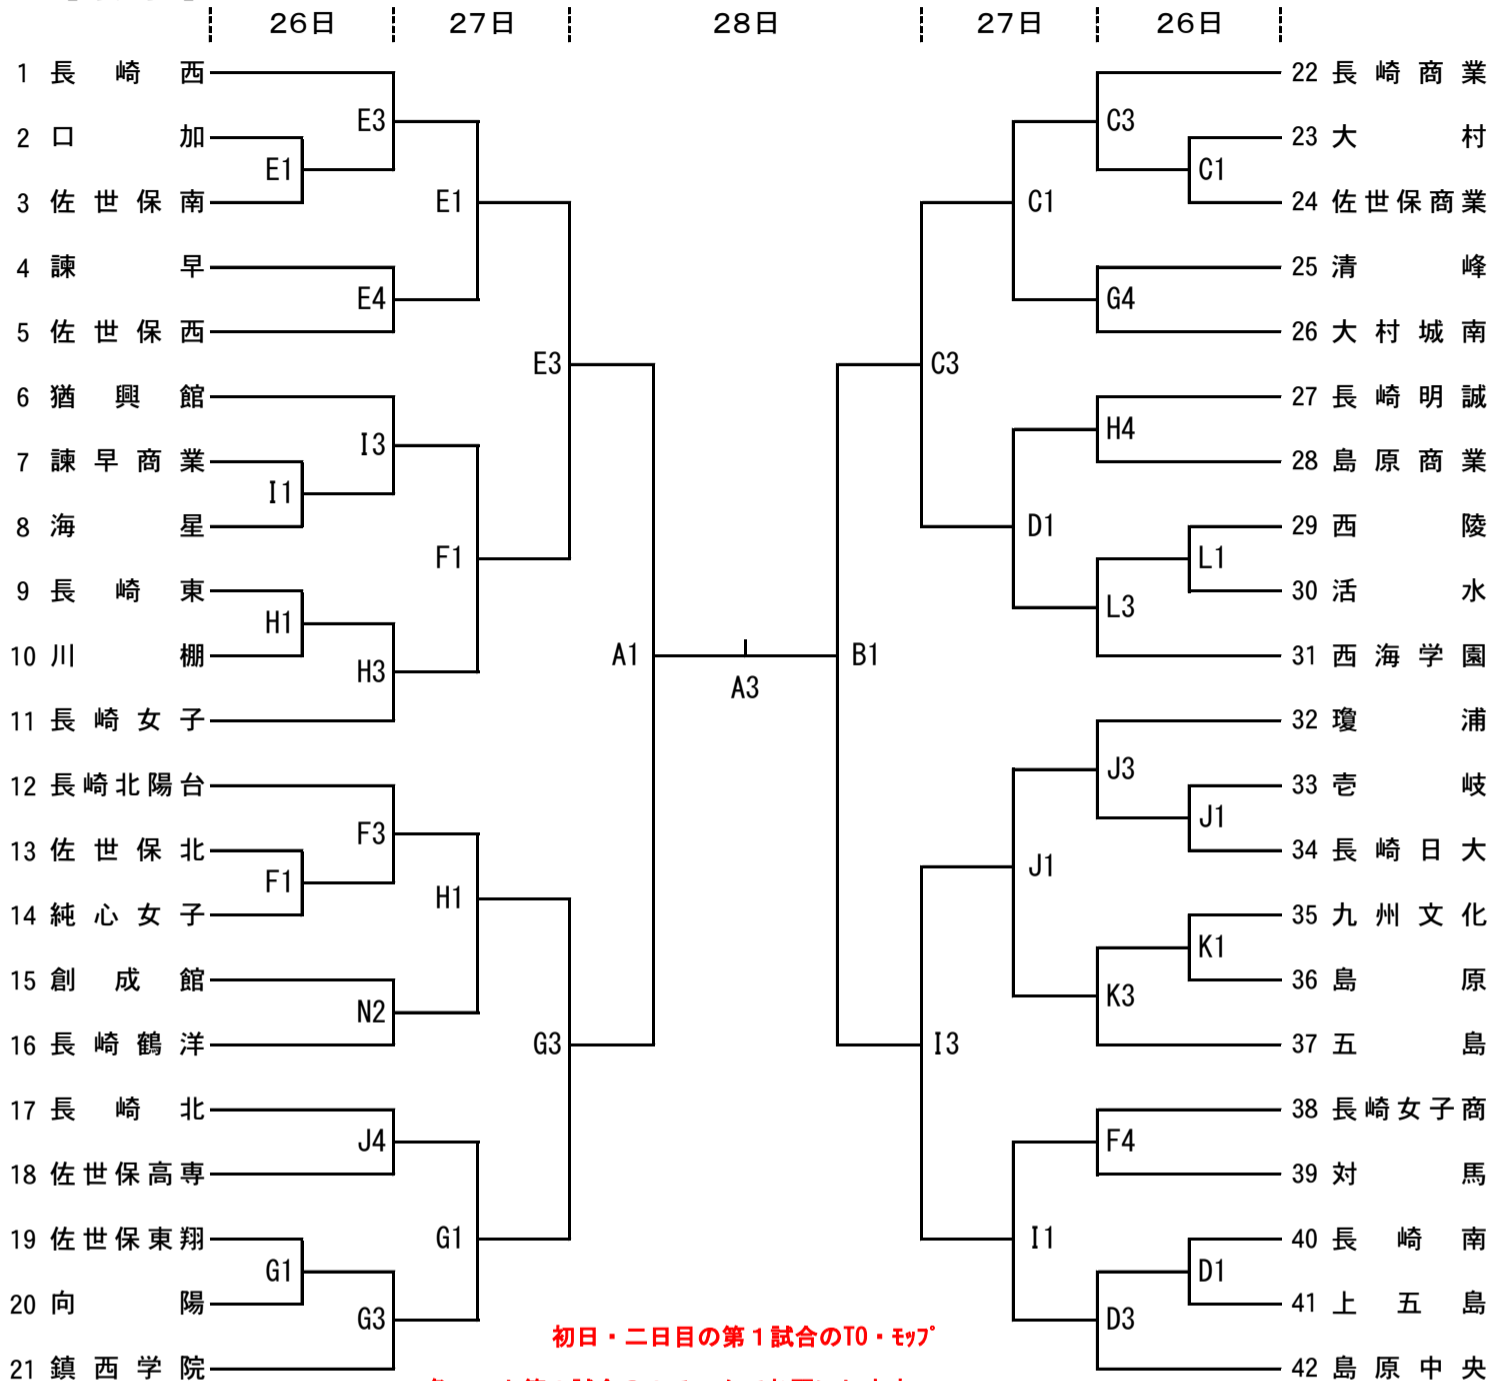 26日 27日 28日 27日 26日
1 長崎西
2 口加
3 佐世保南
4 諫早
5 佐世保西
6 猶興館
7 諫早商業
8 海星
9 長崎東
10 川棚
11 長崎女子
12 長崎北陽台
13 佐世保北
14 純心女子
15 創成館
16 長崎鶴洋
17 長崎北
18 佐世保高専
19 佐世保東翔
20 向陽
21 鎮西学院
E3
E1
E4
I3
I1
H1
H3
F3
F1
N2
J4
G1
G3
E1
F1
H1
G1
E3
G3
A1
A3
B1
C3
I3
C1
D1
J1
I1
C3
C1
G4
H4
L1
L3
J3
J1
K1
K3
F4
D1
D3
22 長崎商業
23 大村
24 佐世保商業
25 清峰
26 大村城南
27 長崎明誠
28 島原商業
29 西陵
30 活水
31 西海学園
32 瓊浦
33 壱岐
34 長崎日大
35 九州文化
36 島原
37 五島
38 長崎女子商
39 対馬
40 長崎南
41 上五島
42 島原中央
初日・二日目の第1試合のTO・ﾓｯﾌﾟ